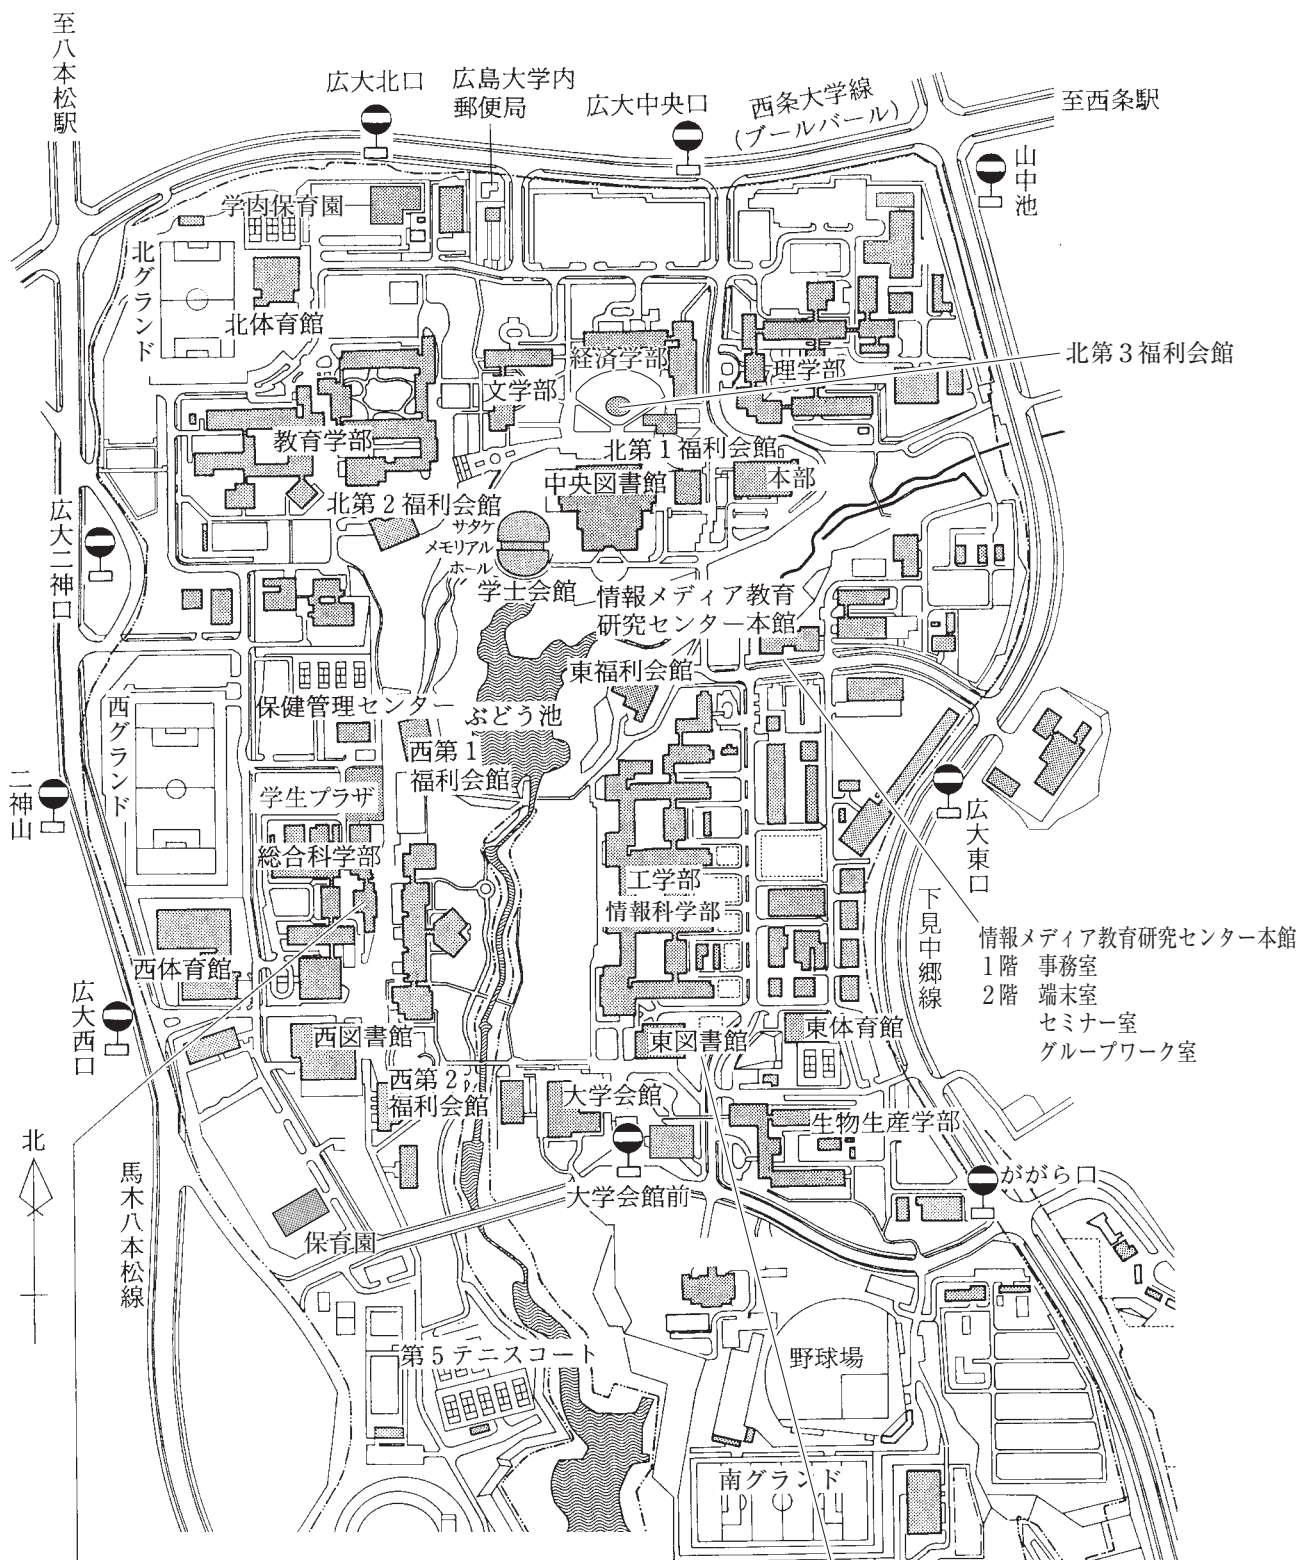 至八本松駅
広大北口
広島大学内
郵便局
広大中央口
西条大学線
(ブールバール)
至西条駅
山中池
学内保育園
北グランド
北体育館
経済学部
文学部
理学部
北第3福利会館
教育学部
北第1福利会館
中央図書館
本部
北第2福利会館
サタケ
メモリアル
ホール
学士会館
広大二神口
情報メディア教育
研究センター本館
東福利会館
西グランド
保健管理センター
ぶどう池
西第1
福利会館
二神山
学生プラザ
広大東口
総合科学部
工学部
情報科学部
下見中郷線
情報メディア教育研究センター本館
1階 事務室
2階 端末室
セミナー室
グループワーク室
西体育館
広大西口
西図書館
東図書館
東体育館
西第2
福利会館
大学会館
生物生産学部
北
大学会館前
ががら口
馬木八本松線
保育園
第5テニスコート
野球場
南グランド